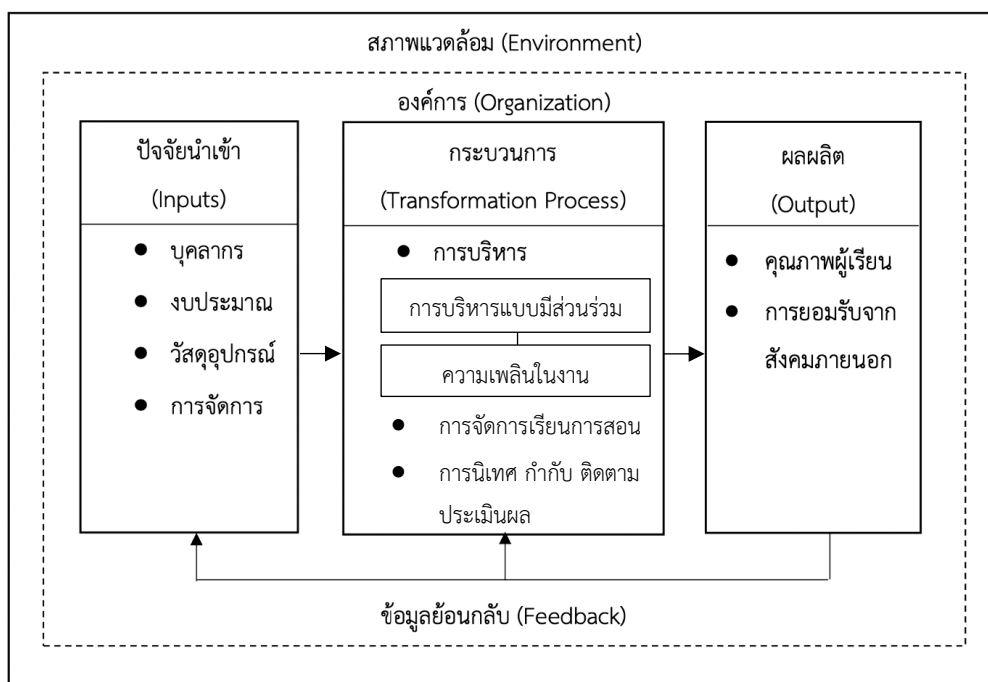 สภาพแวดล้อม (Environment)
องค์การ (Organization)
ปัจจัยนำเข้า
(Inputs)
● บุคลากร
● งบประมาณ
● วัสดุอุปกรณ์
● การจัดการ
กระบวนการ
(Transformation Process)
● การบริหาร
การบริหารแบบมีส่วนร่วม
ความเพลินในงาน
● การจัดการเรียนการสอน
● การนิเทศ กำกับ ติดตาม
ประเมินผล
ผลผลิต
(Output)
● คุณภาพผู้เรียน
● การยอมรับจาก
สังคมภายนอก
ข้อมูลย้อนกลับ (Feedback)